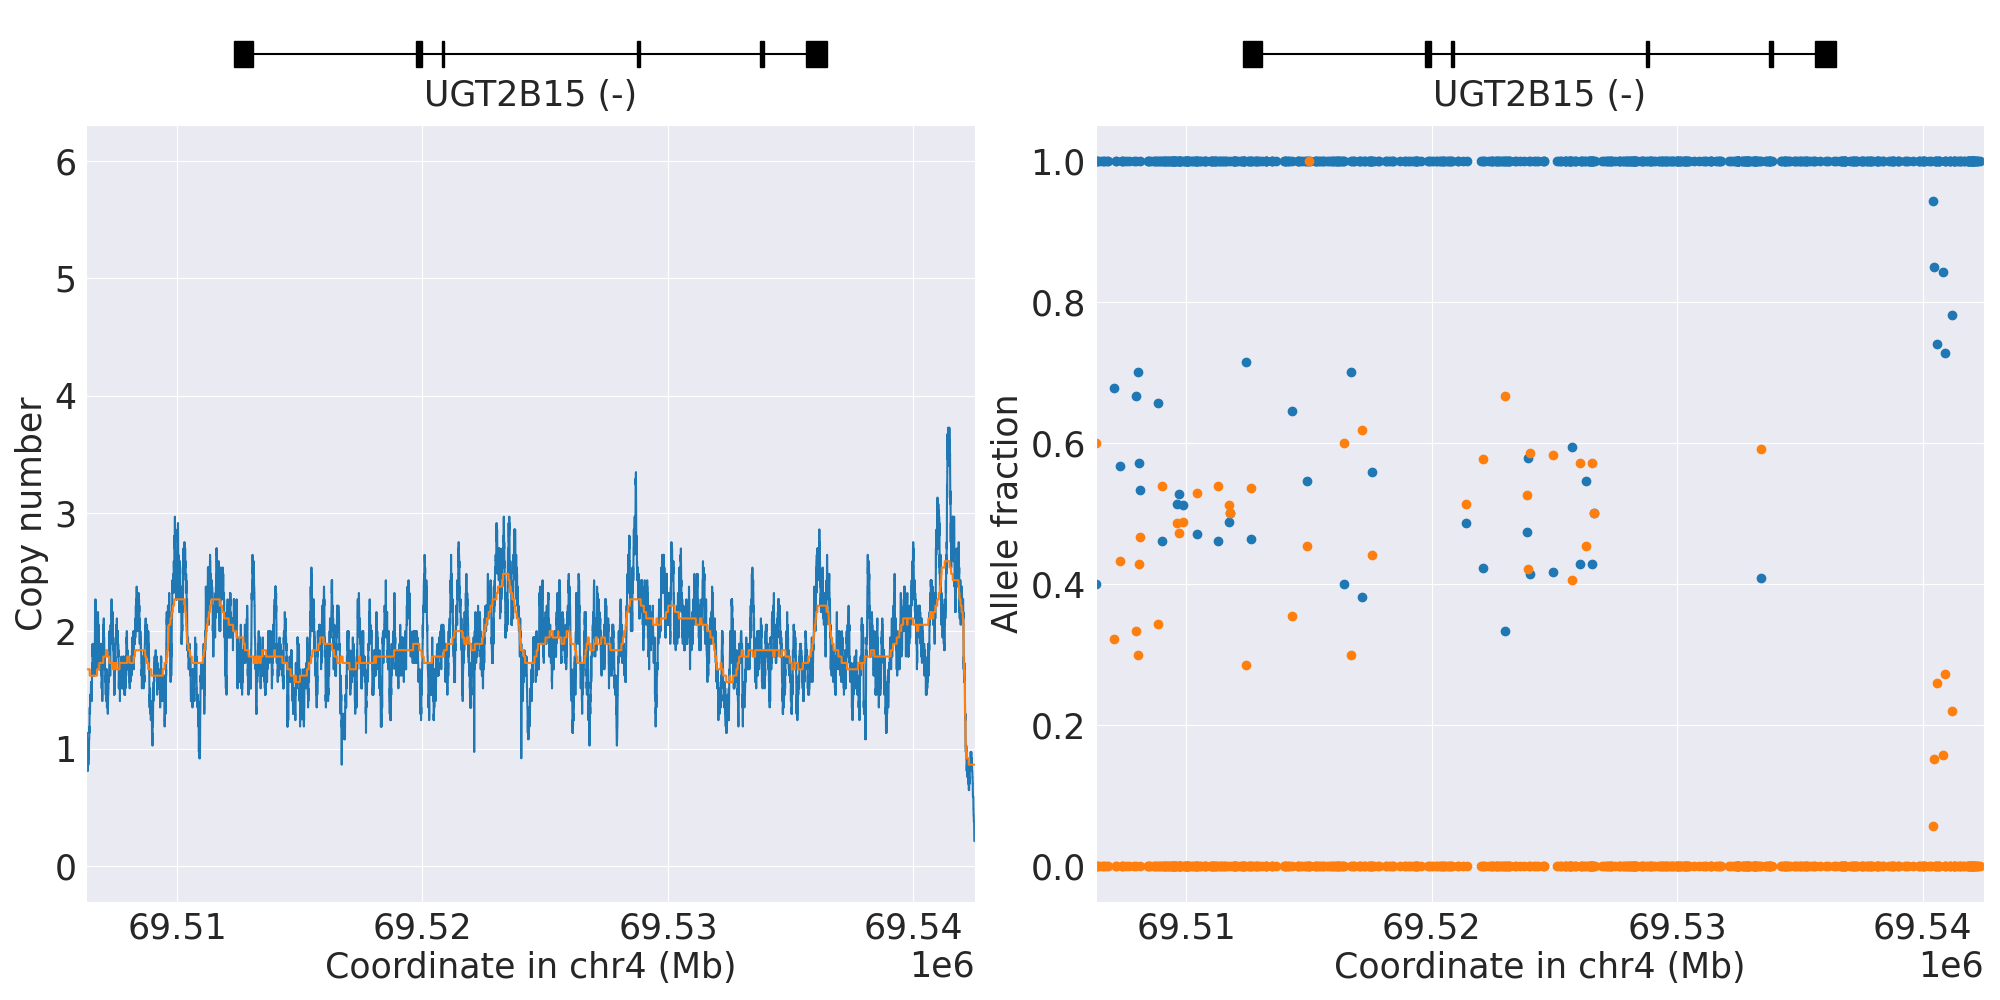 UGT2B15 (-)
6
5
4
3
2
1
0
Copy number
69.51 69.52 69.53 69.54
Coordinate in chr4 (Mb)
1e6
UGT2B15 (-)
1.0
0.8
0.6
0.4
0.2
0.0
Allele fraction
69.51 69.52 69.53 69.54
Coordinate in chr4 (Mb)
1e6